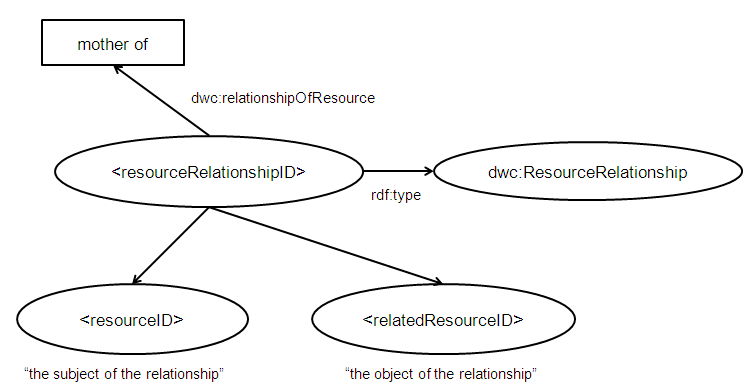 mother of
dwc:relationshipOfResource
<resourceRelationshipID>
dwc:ResourceRelationship
rdf:type
<resourceID>
<relatedResourceID>
“the subject of the relationship”
“the object of the relationship”